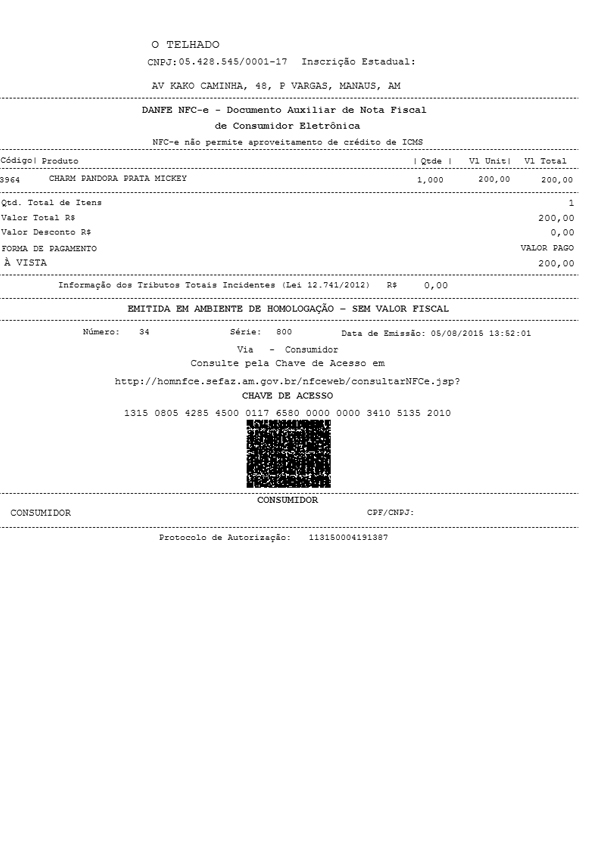 O TELHADO
CNPJ:05.428.545/0001-17 Inscrição Estadual:
AV KAKO CAMINHA, 48, P VARGAS, MANAUS, AM
DANFE NFC-e - Documento Auxiliar de Nota Fiscal
de Consumidor Eletrônica
NFC-e não permite aproveitamento de crédito de ICMS
Código| Produto | Qtde | Vl Unit| Vl Total
3964 CHARM PANDORA PRATA MICKEY 1,000 200,00 200,00
Qtd. Total de Itens 1
Valor Total R$ 200,00
Valor Desconto R$ 0,00
FORMA DE PAGAMENTO VALOR PAGO
À VISTA 200,00
Informação dos Tributos Totais Incidentes (Lei 12.741/2012) R$ 0,00
EMITIDA EM AMBIENTE DE HOMOLOGAÇÃO – SEM VALOR FISCAL
Número: 34 Série: 800 Data de Emissão: 05/08/2015 13:52:01
Via - Consumidor
Consulte pela Chave de Acesso em
http://homnfce.sefaz.am.gov.br/nfceweb/consultarNFCe.jsp?
CHAVE DE ACESSO
1315 0805 4285 4500 0117 6580 0000 0000 3410 5135 2010
CONSUMIDOR
CONSUMIDOR CPF/CNPJ:
Protocolo de Autorização: 113150004191387